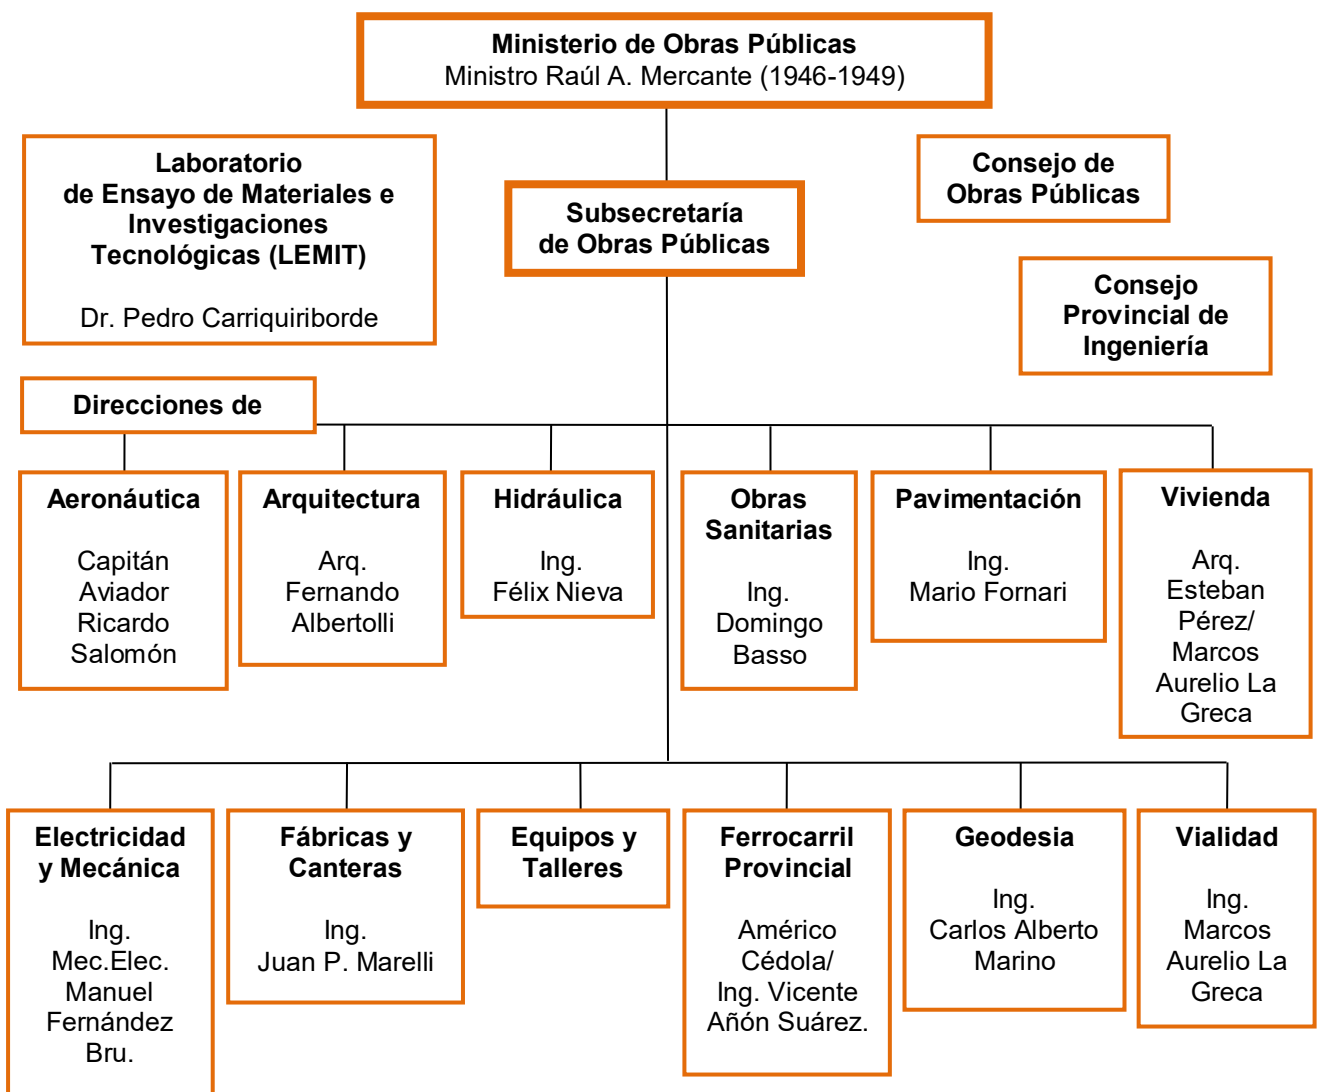 Ministerio de Obras Públicas
Ministro Raúl A. Mercante (1946-1949)
Laboratorio
de Ensayo de Materiales e
Investigaciones
Tecnológicas (LEMIT)
Dr. Pedro Carriquiriborde
Subsecretaría
de Obras Públicas
Consejo de
Obras Públicas
Consejo
Provincial de
Ingeniería
Direcciones de
Aeronáutica
Capitán
Aviador
Ricardo
Salomón
Arquitectura
Arq.
Fernando
Albertolli
Hidráulica
Ing.
Félix Nieva
Obras
Sanitarias
Ing.
Domingo
Basso
Pavimentación
Ing.
Mario Fornari
Vivienda
Arq.
Esteban
Pérez/
Marcos
Aurelio La
Greca
Electricidad
y Mecánica
Ing.
Mec.Elec.
Manuel
Fernández
Bru.
Fábricas y
Canteras
Ing.
Juan P. Marelli
Equipos y
Talleres
Ferrocarril
Provincial
Américo
Cédola/
Ing. Vicente
Añón Suárez.
Geodesia
Ing.
Carlos Alberto
Marino
Vialidad
Ing.
Marcos
Aurelio La
Greca